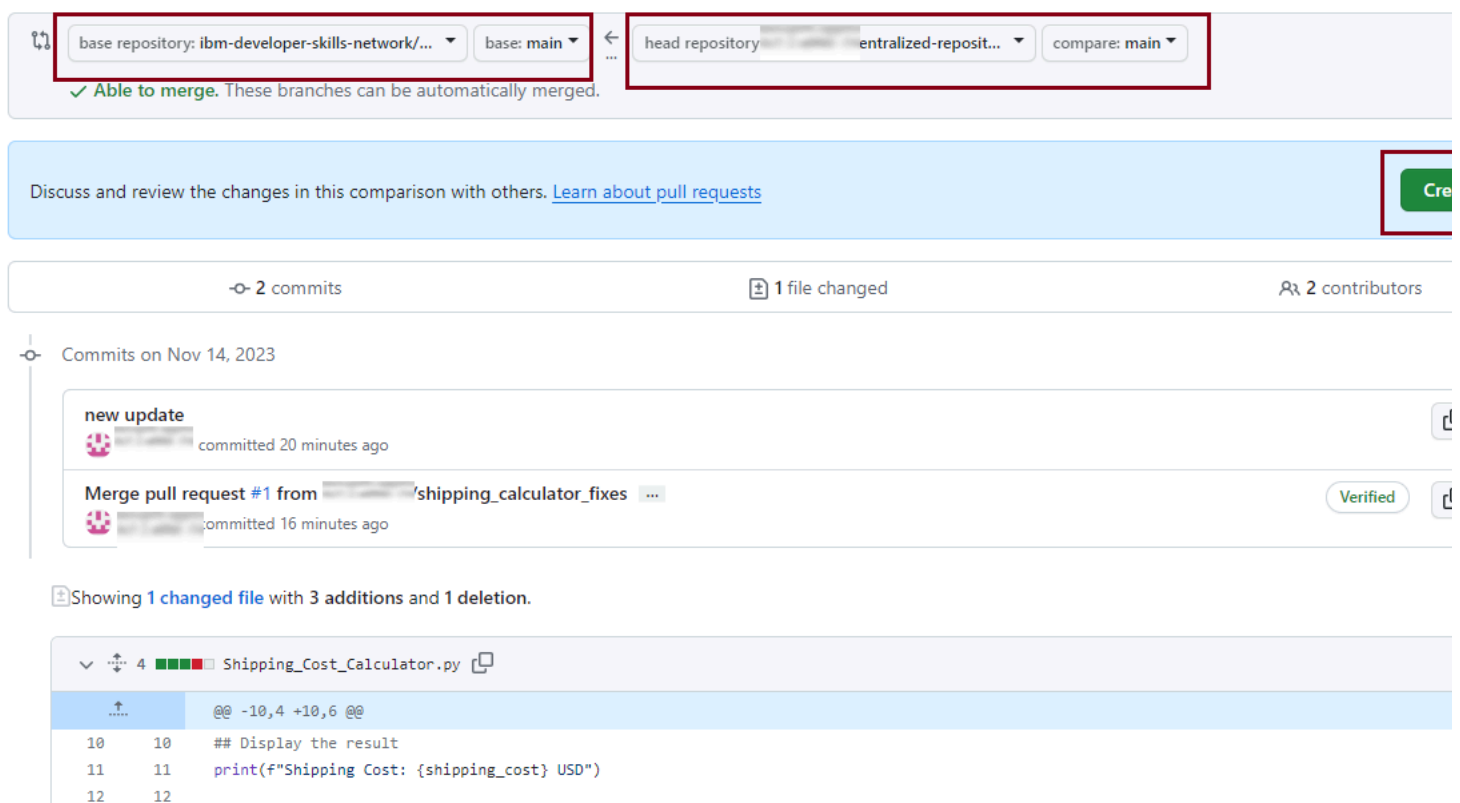 base repository: ibm-developer-skills-network/... base: main ← head repository entralized-reposit... compare: main
...
✓ Able to merge. These branches can be automatically merged.
Discuss and review the changes in this comparison with others. Learn about pull requests
2 commits 1 file changed 2 contributors
Commits on Nov 14, 2023
new update
committed 20 minutes ago
Merge pull request #1 from /shipping_calculator_fixes ...
Verified
committed 16 minutes ago
Showing 1 changed file with 3 additions and 1 deletion.
4 Shipping_Cost_Calculator.py
@@ -10,4 +10,6 @@
10 10 ## Display the result
11 11 print(f"Shipping Cost: {shipping_cost} USD")
12 12